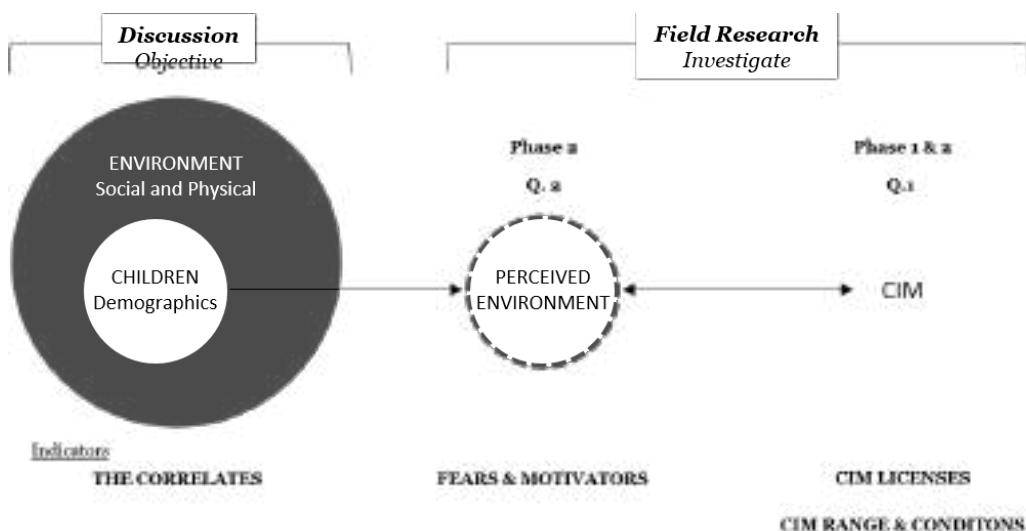 Discussion
Objective
Field Research
Investigate
ENVIRONMENT
Social and Physical
CHILDREN
Demographics
Phase 2
Q. 2
PERCEIVED
ENVIRONMENT
Phase 1 & 2
Q.1
CIM
Indicators
THE CORRELATES
FEARS & MOTIVATORS
CIM LICENSES
CIM RANGE & CONDITONS